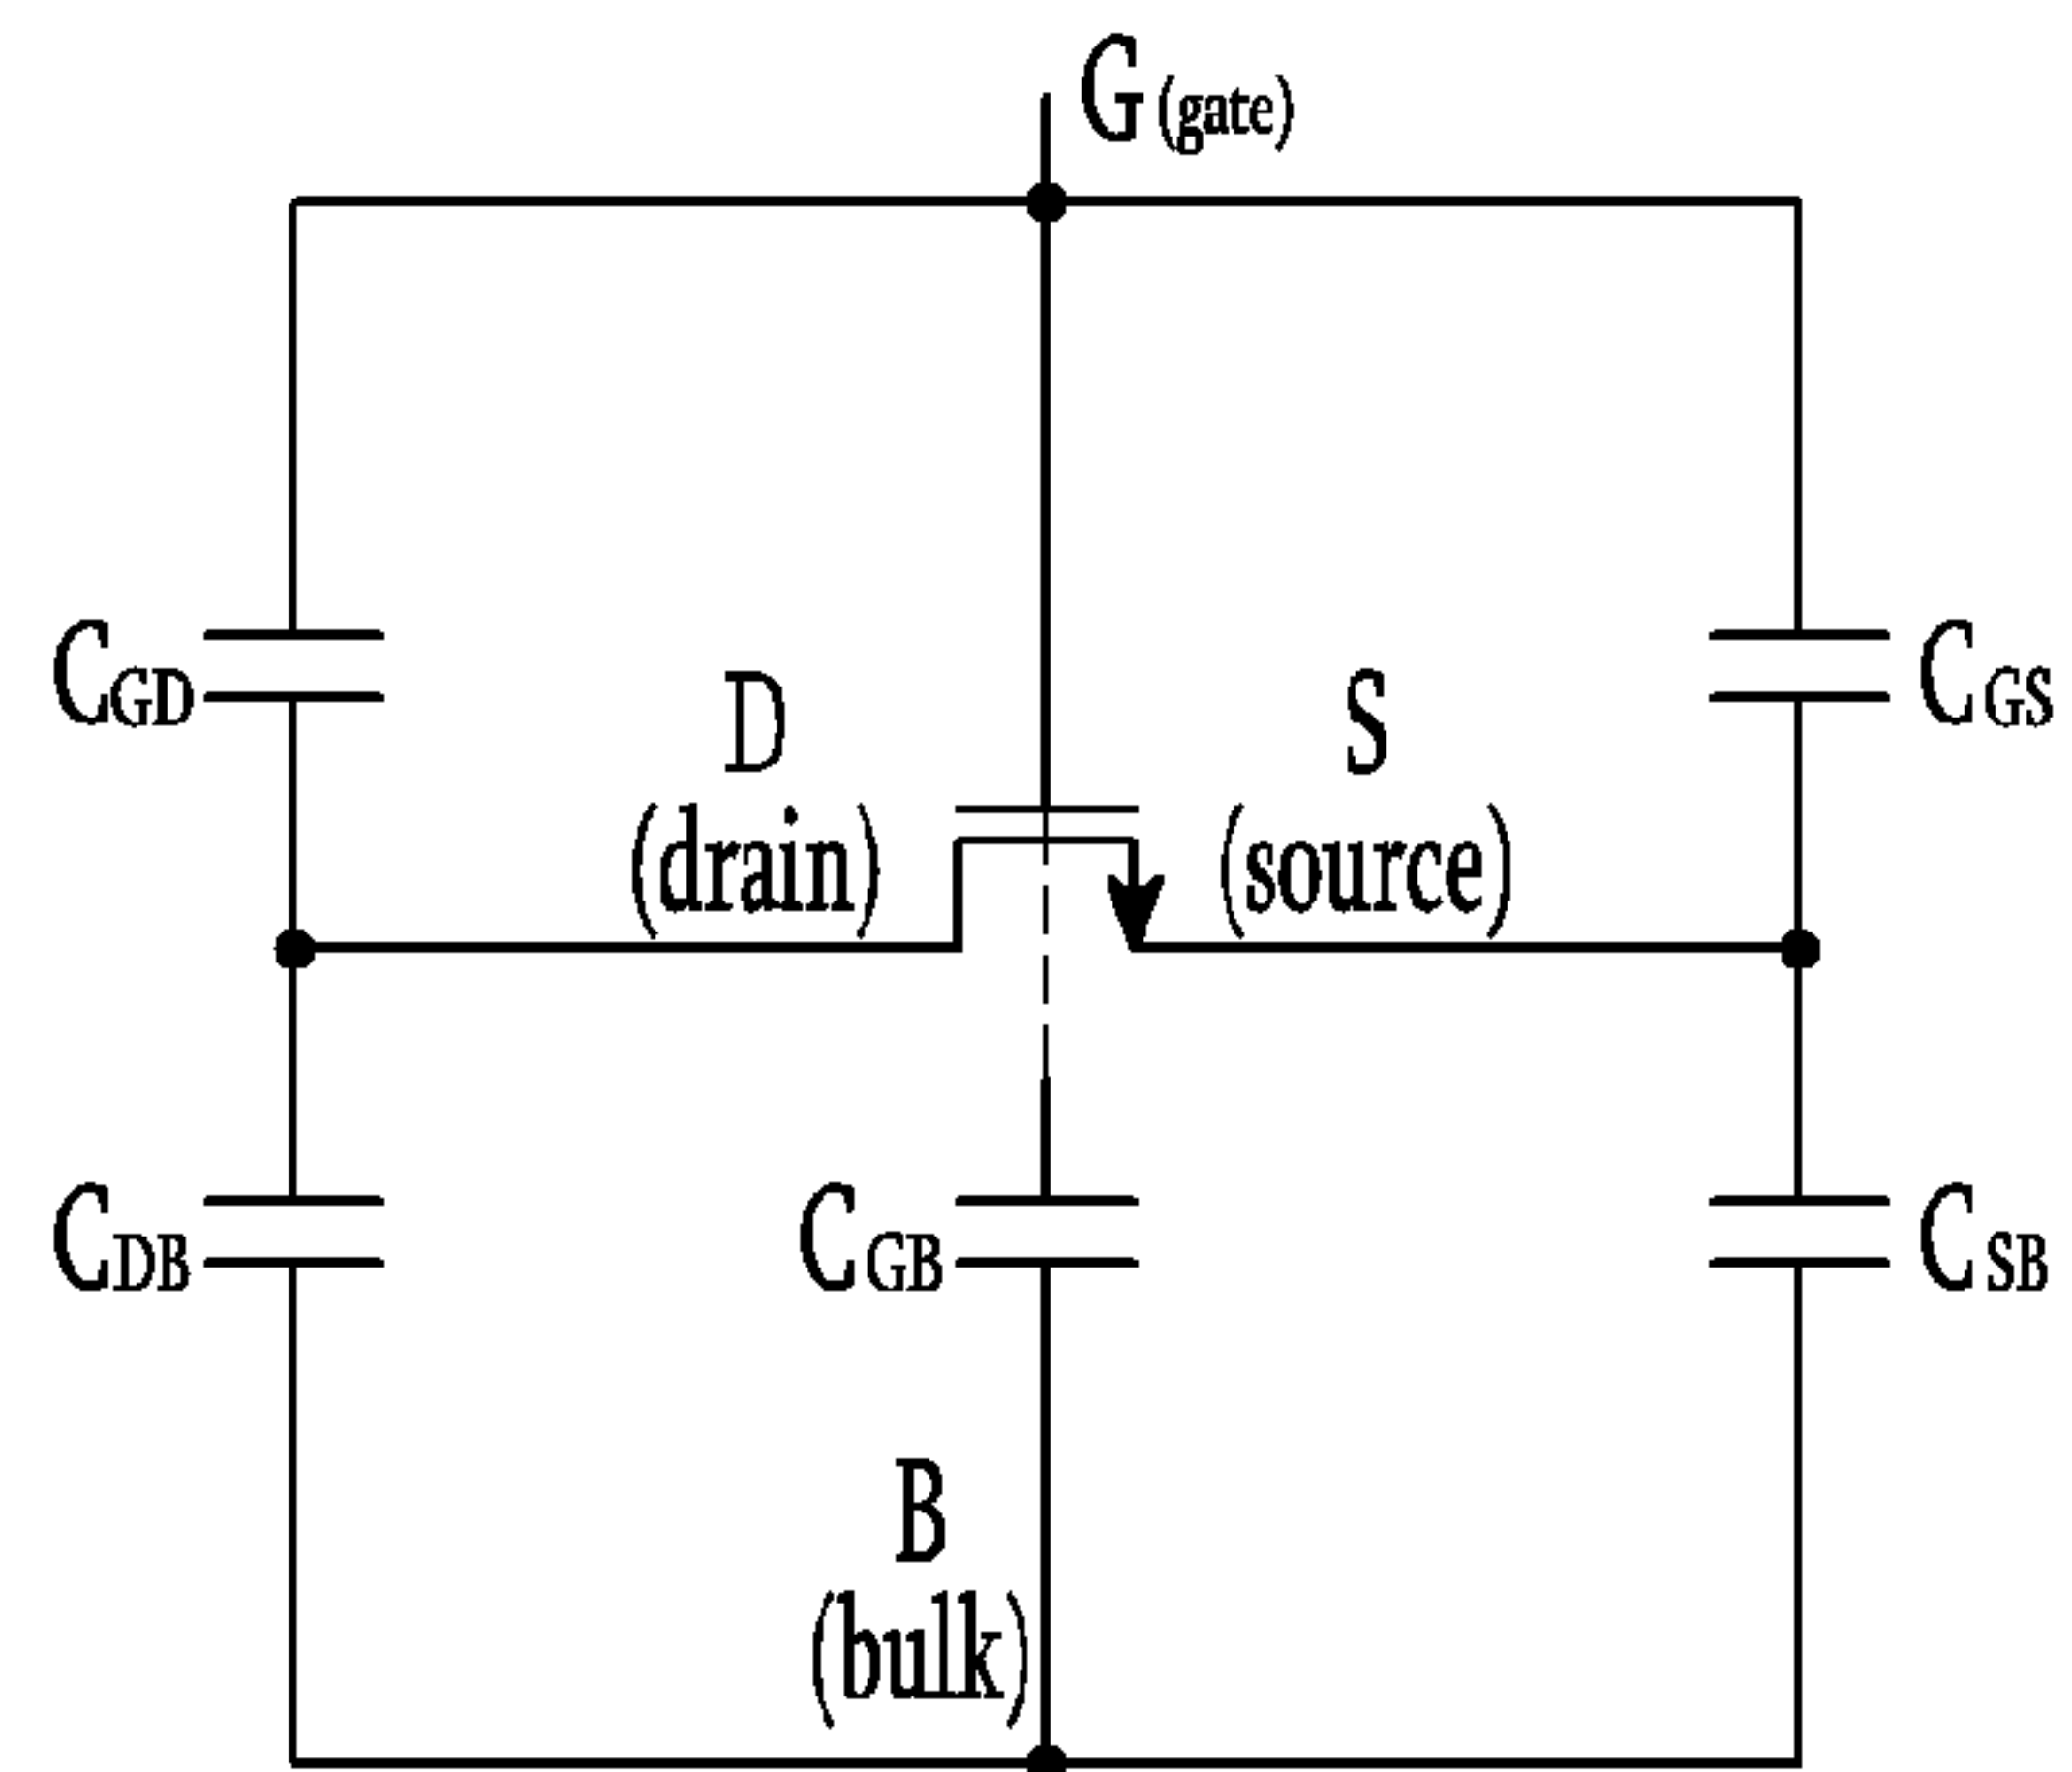 G (gate)
CGD
D
(drain)
S
(source)
CGS
CDB
CGB
CSB
B
(bulk)